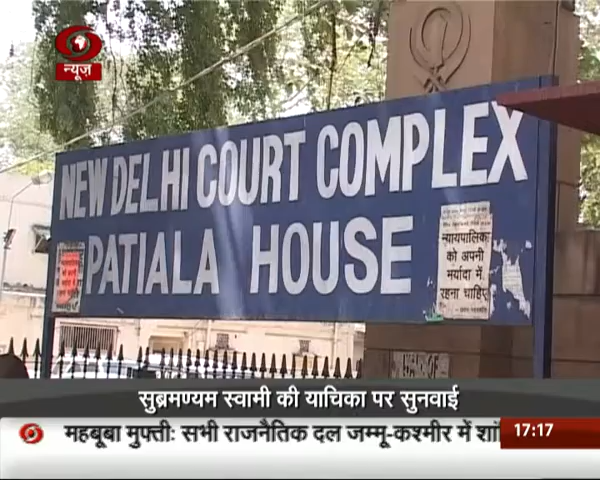 न्यूज़
NEW DELHI COURT COMPLEX
PATIALA HOUSE
न्यायपालिका
को अपनी
मर्यादा में
रहना चाहिए
सुब्रमण्यम स्वामी की याचिका पर सुनवाई
महबूबा मुफ्तीः सभी राजनैतिक दल जम्मू-कश्मीर में
17:17